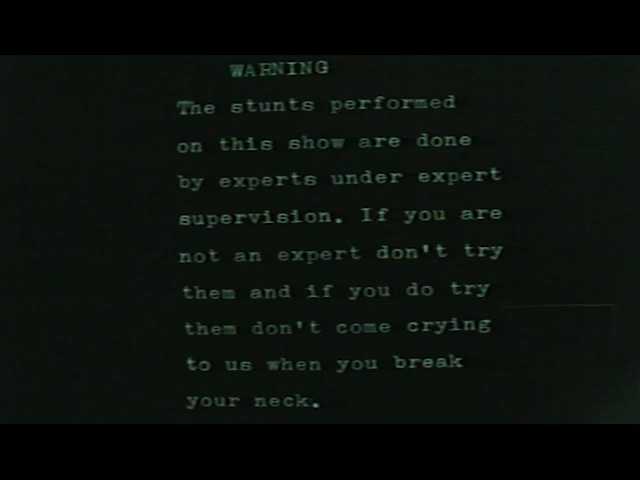 WARNING
The stunts performed
on this show are done
by experts under expert
supervision. If you are
not an expert don't try
them and if you do try
them don't come crying
to us when you break
your neck.